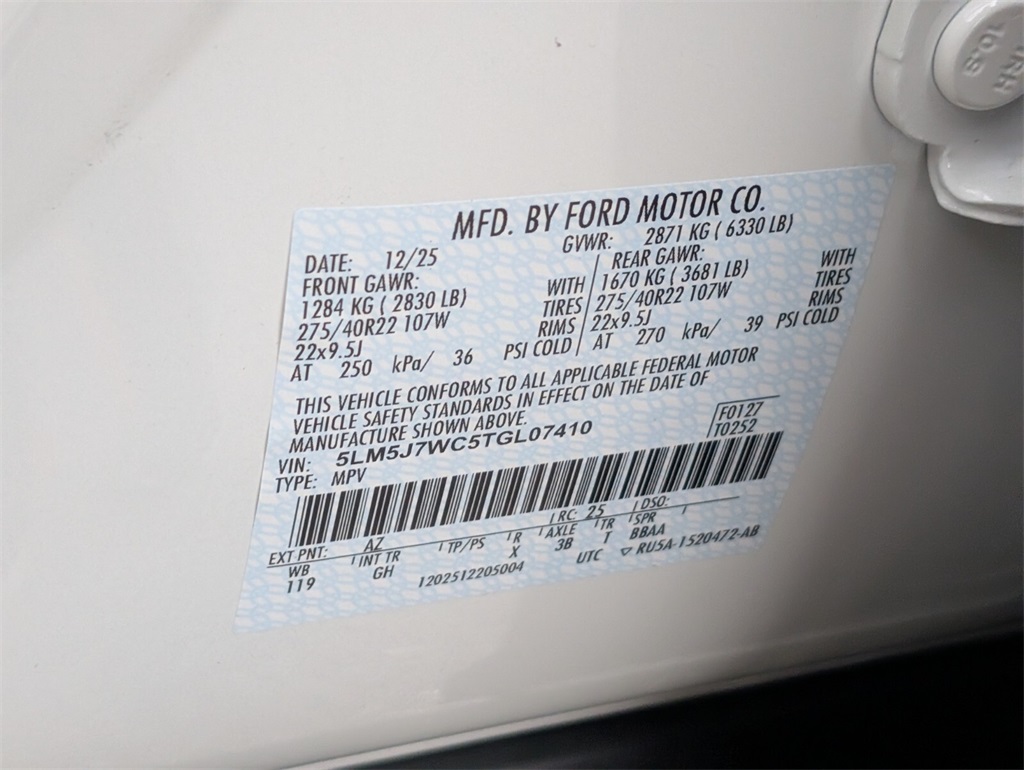 TRH
10.9
MFD. BY FORD MOTOR CO.
DATE: 12/25 GVWR: 2871 KG ( 6330 LB)
FRONT GAWR: REAR GAWR:
1284 KG ( 2830 LB) WITH 1670 KG ( 3681 LB) WITH
275/40R22 107W TIRES 275/40R22 107W TIRES
22x9.5J RIMS 22x9.5J RIMS
AT 250 kPa/ 36 PSI COLD AT 270 kPa/ 39 PSI COLD
THIS VEHICLE CONFORMS TO ALL APPLICABLE FEDERAL MOTOR
VEHICLE SAFETY STANDARDS IN EFFECT ON THE DATE OF
MANUFACTURE SHOWN ABOVE. F0127
VIN: 5LM5J7WC5TGL07410 T0252
TYPE: MPV
EXT PNT: AZ RC: 25 DSO:
WB INT TR TP/PS R AXLE TR SPR
119 GH X 3B T BBAA
1202512205004 UTC ▽ RU5A-1520472-AB